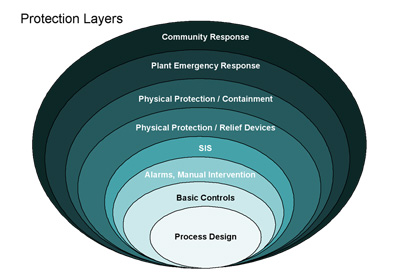 Protection Layers
Community Response
Plant Emergency Response
Physical Protection / Containment
Physical Protection / Relief Devices
SIS
Alarms, Manual Intervention
Basic Controls
Process Design